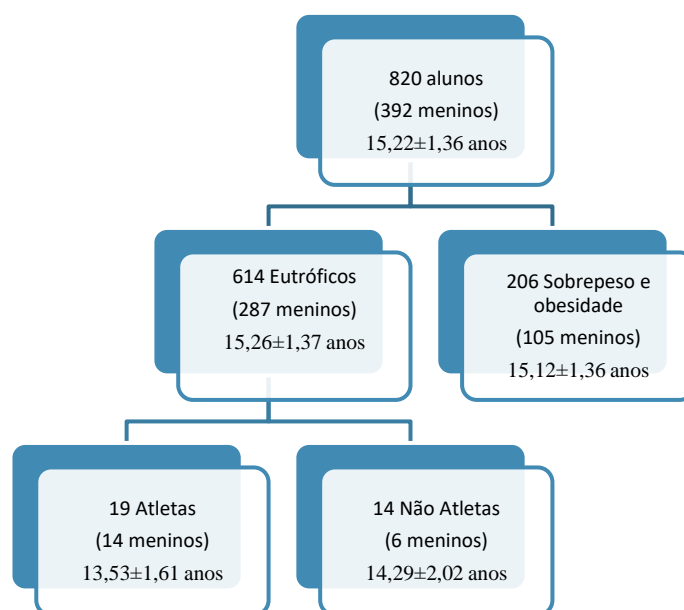 820 alunos
(392 meninos)
15,22±1,36 anos
614 Eutróficos
(287 meninos)
15,26±1,37 anos
206 Sobrepeso e
obesidade
(105 meninos)
15,12±1,36 anos
19 Atletas
(14 meninos)
13,53±1,61 anos
14 Não Atletas
(6 meninos)
14,29±2,02 anos